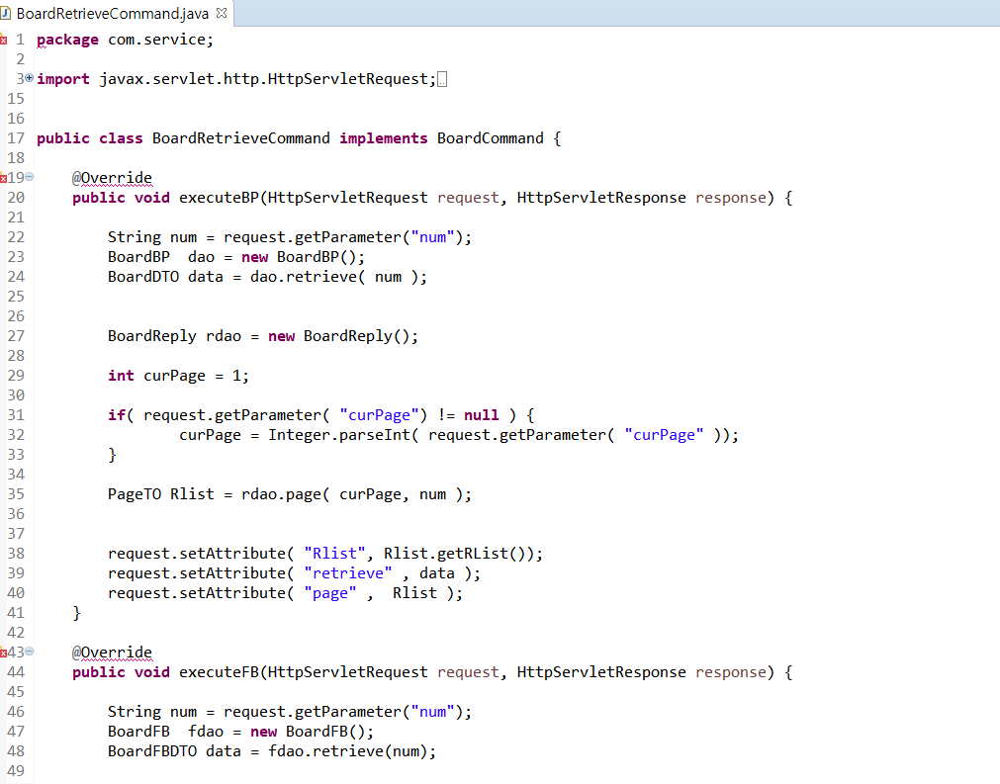 BoardRetrieveCommand.java
1 package com.service;
2
3 import javax.servlet.http.HttpServletRequest;
15
16
17 public class BoardRetrieveCommand implements BoardCommand {
18
19 @Override
20 public void executeBP(HttpServletRequest request, HttpServletResponse response) {
21
22 String num = request.getParameter("num");
23 BoardBP  dao = new BoardBP();
24 BoardDTO data = dao.retrieve( num );
25
26
27 BoardReply rdao = new BoardReply();
28
29 int curPage = 1;
30
31 if( request.getParameter( "curPage") != null ) {
32 curPage = Integer.parseInt( request.getParameter( "curPage" ));
33 }
34
35 PageTO Rlist = rdao.page( curPage, num );
36
37
38 request.setAttribute( "Rlist", Rlist.getRList());
39 request.setAttribute( "retrieve" , data );
40 request.setAttribute( "page" ,  Rlist );
41 }
42
43 @Override
44 public void executeFB(HttpServletRequest request, HttpServletResponse response) {
45
46 String num = request.getParameter("num");
47 BoardFB  fdao = new BoardFB();
48 BoardFBDTO data = fdao.retrieve(num);
49